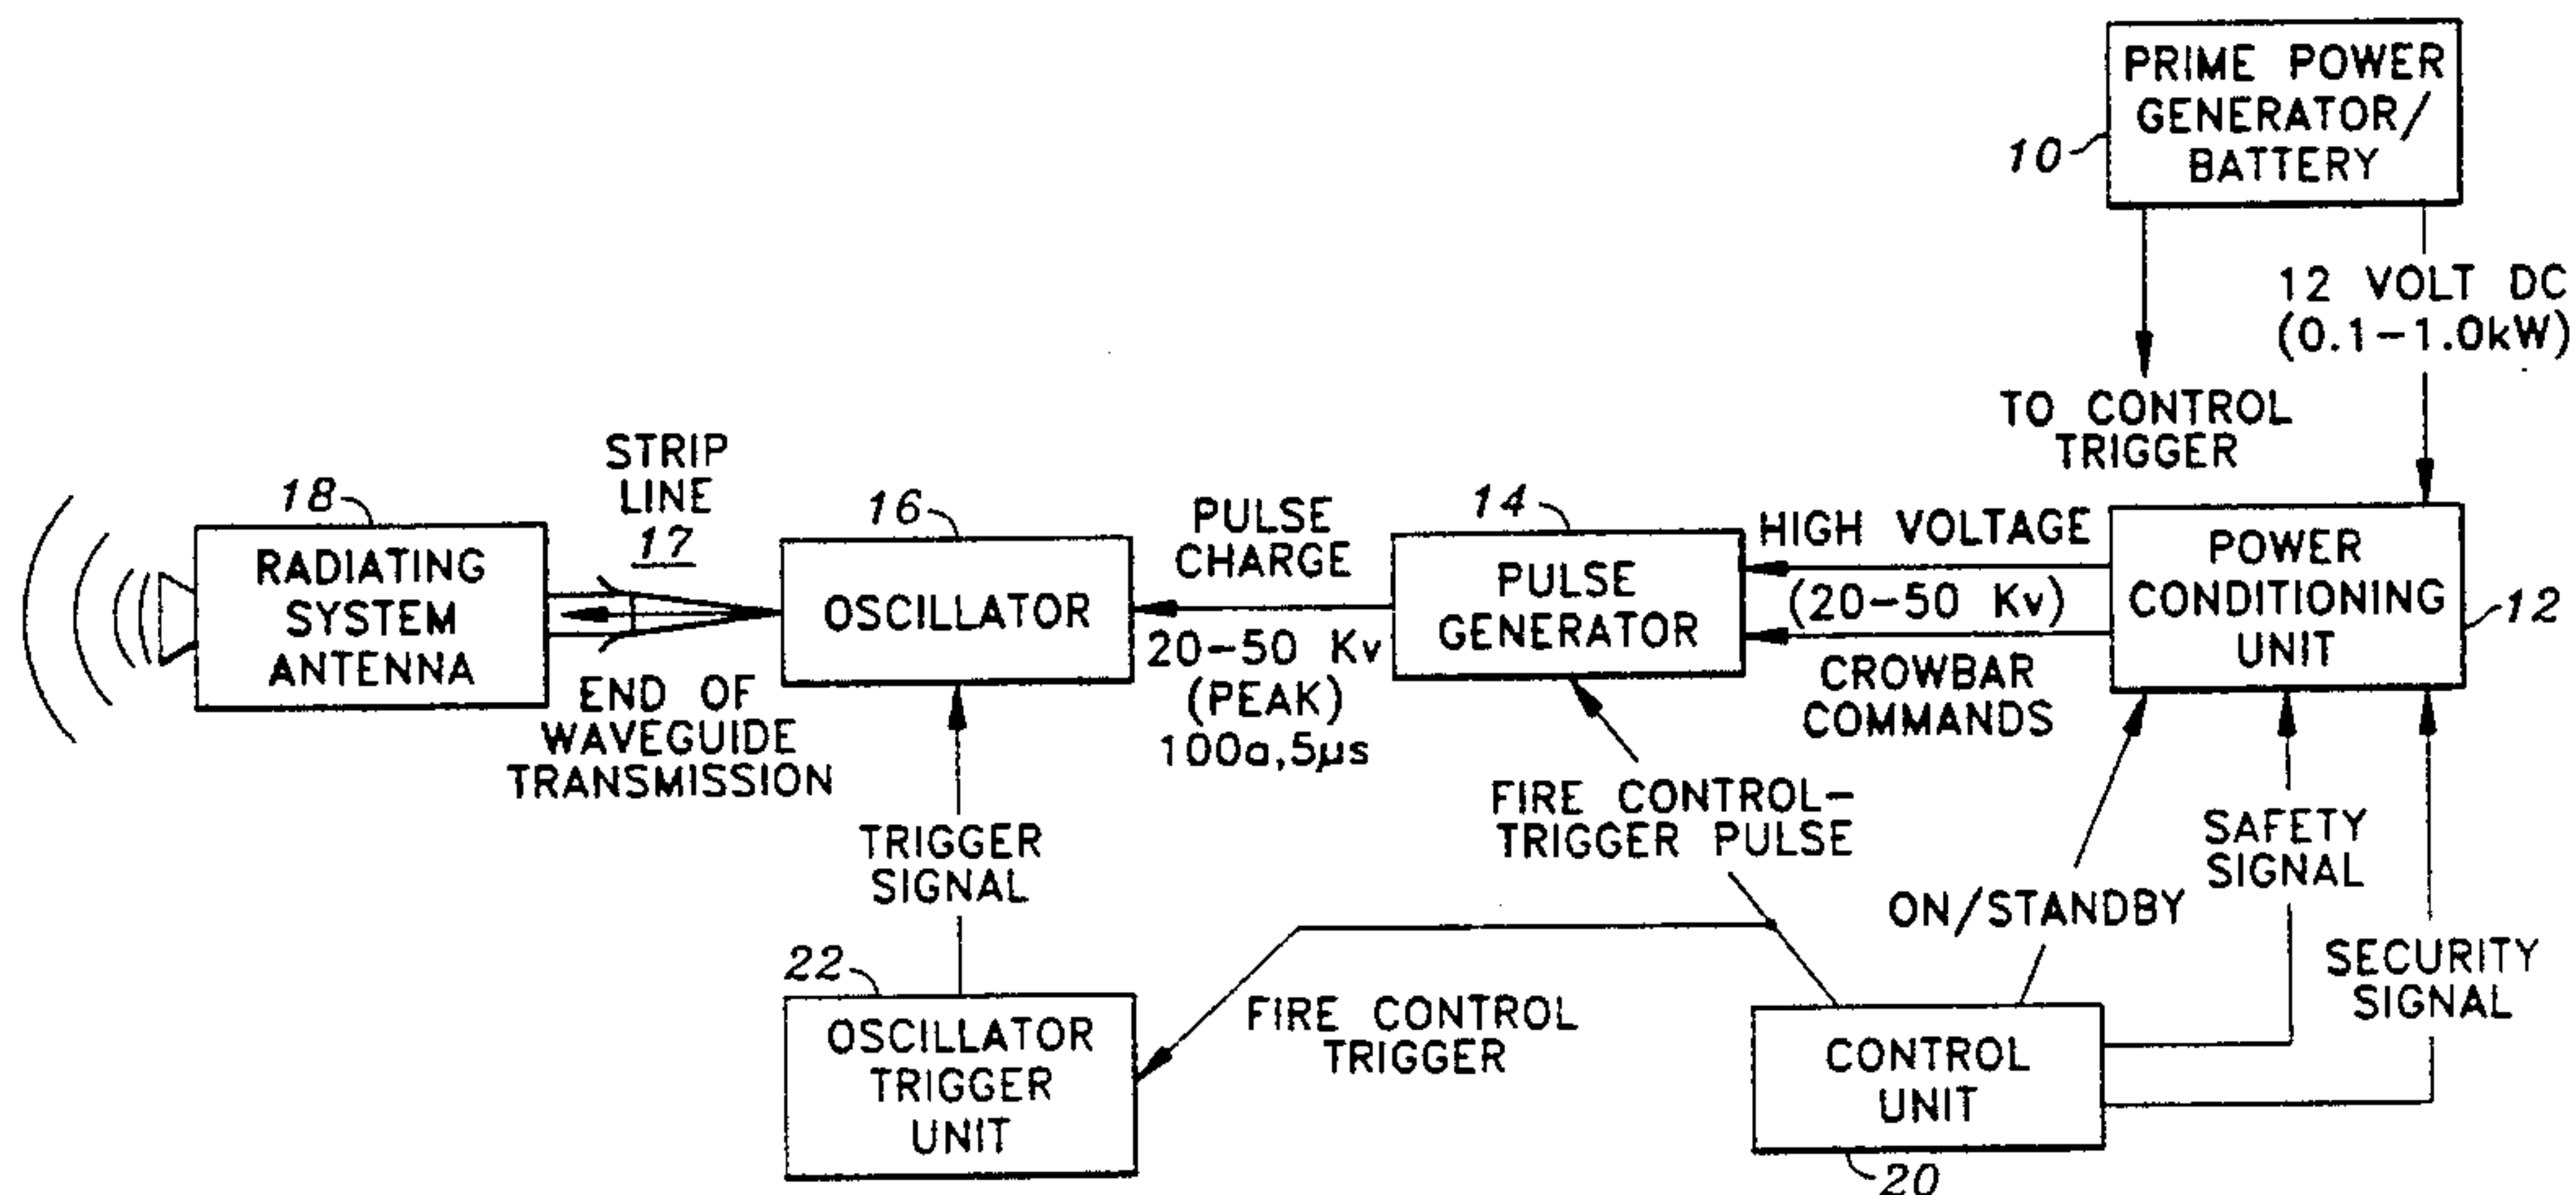 PRIME POWER
GENERATOR/
BATTERY
10
12 VOLT DC
(0.1-1.0kW)
TO CONTROL
TRIGGER
STRIP
LINE
17
18
RADIATING
SYSTEM
ANTENNA
END OF
WAVEGUIDE
TRANSMISSION
16
OSCILLATOR
PULSE
CHARGE
20-50 Kv
(PEAK)
100a,5µs
14
PULSE
GENERATOR
HIGH VOLTAGE
(20-50 Kv)
CROWBAR
COMMANDS
POWER
CONDITIONING
UNIT
12
TRIGGER
SIGNAL
FIRE CONTROL-
TRIGGER PULSE
ON/STANDBY
SAFETY
SIGNAL
SECURITY
SIGNAL
22
OSCILLATOR
TRIGGER
UNIT
FIRE CONTROL
TRIGGER
CONTROL
UNIT
20